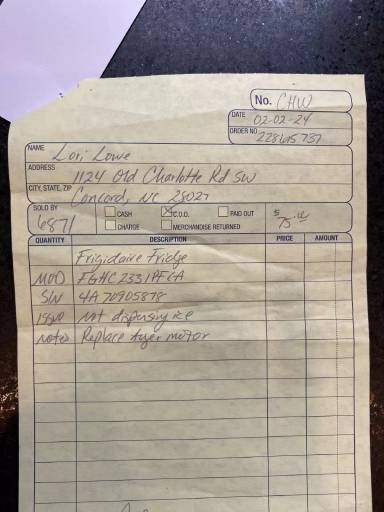 No. CHW
DATE 02-02-24
ORDER NO. 228645737
NAME Lori Lowe
ADDRESS 1124 Old Charlotte Rd SW
CITY, STATE, ZIP Concord, NC 28027
SOLD BY 6871 CASH C.O.D. PAID OUT $75.00
CHARGE MERCHANDISE RETURNED
QUANTITY DESCRIPTION PRICE AMOUNT
Frigidaire Fridge
MOD FGHC2331PFCA
S/N 4A70905878
Not dispensing ice
Notes Replace motor